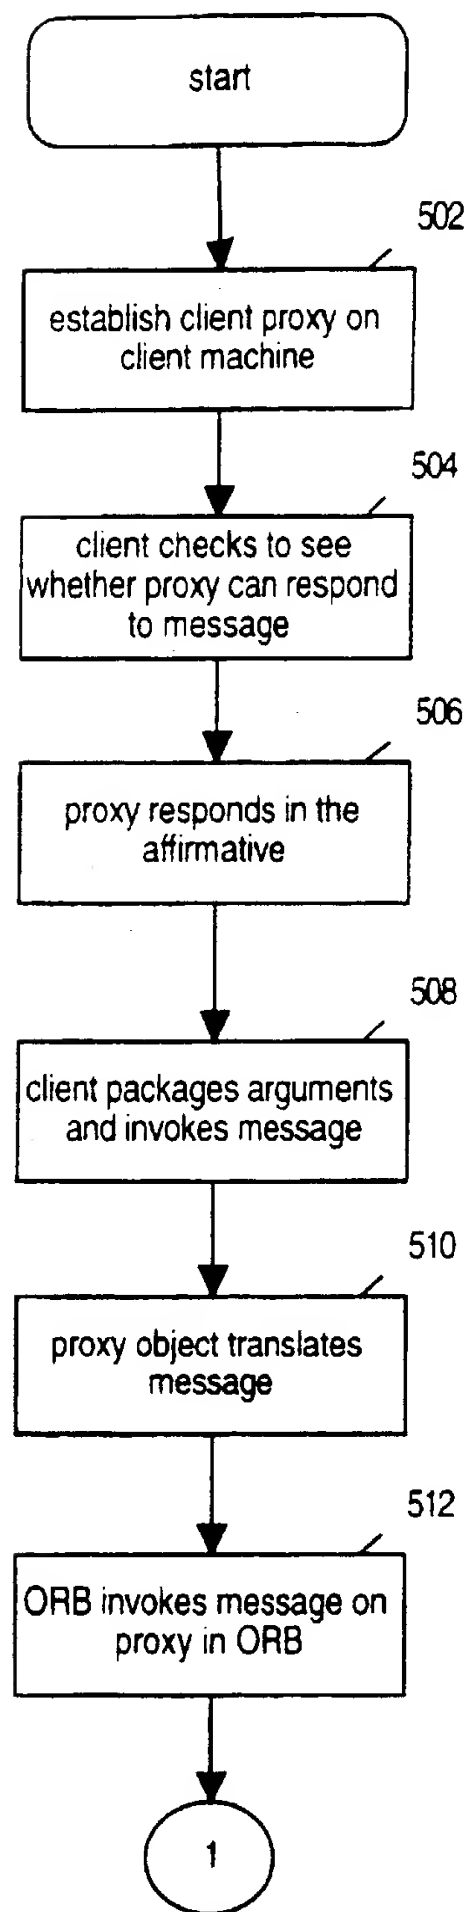 start
502
establish client proxy on
client machine
504
client checks to see
whether proxy can respond
to message
506
proxy responds in the
affirmative
508
client packages arguments
and invokes message
510
proxy object translates
message
512
ORB invokes message on
proxy in ORB
1